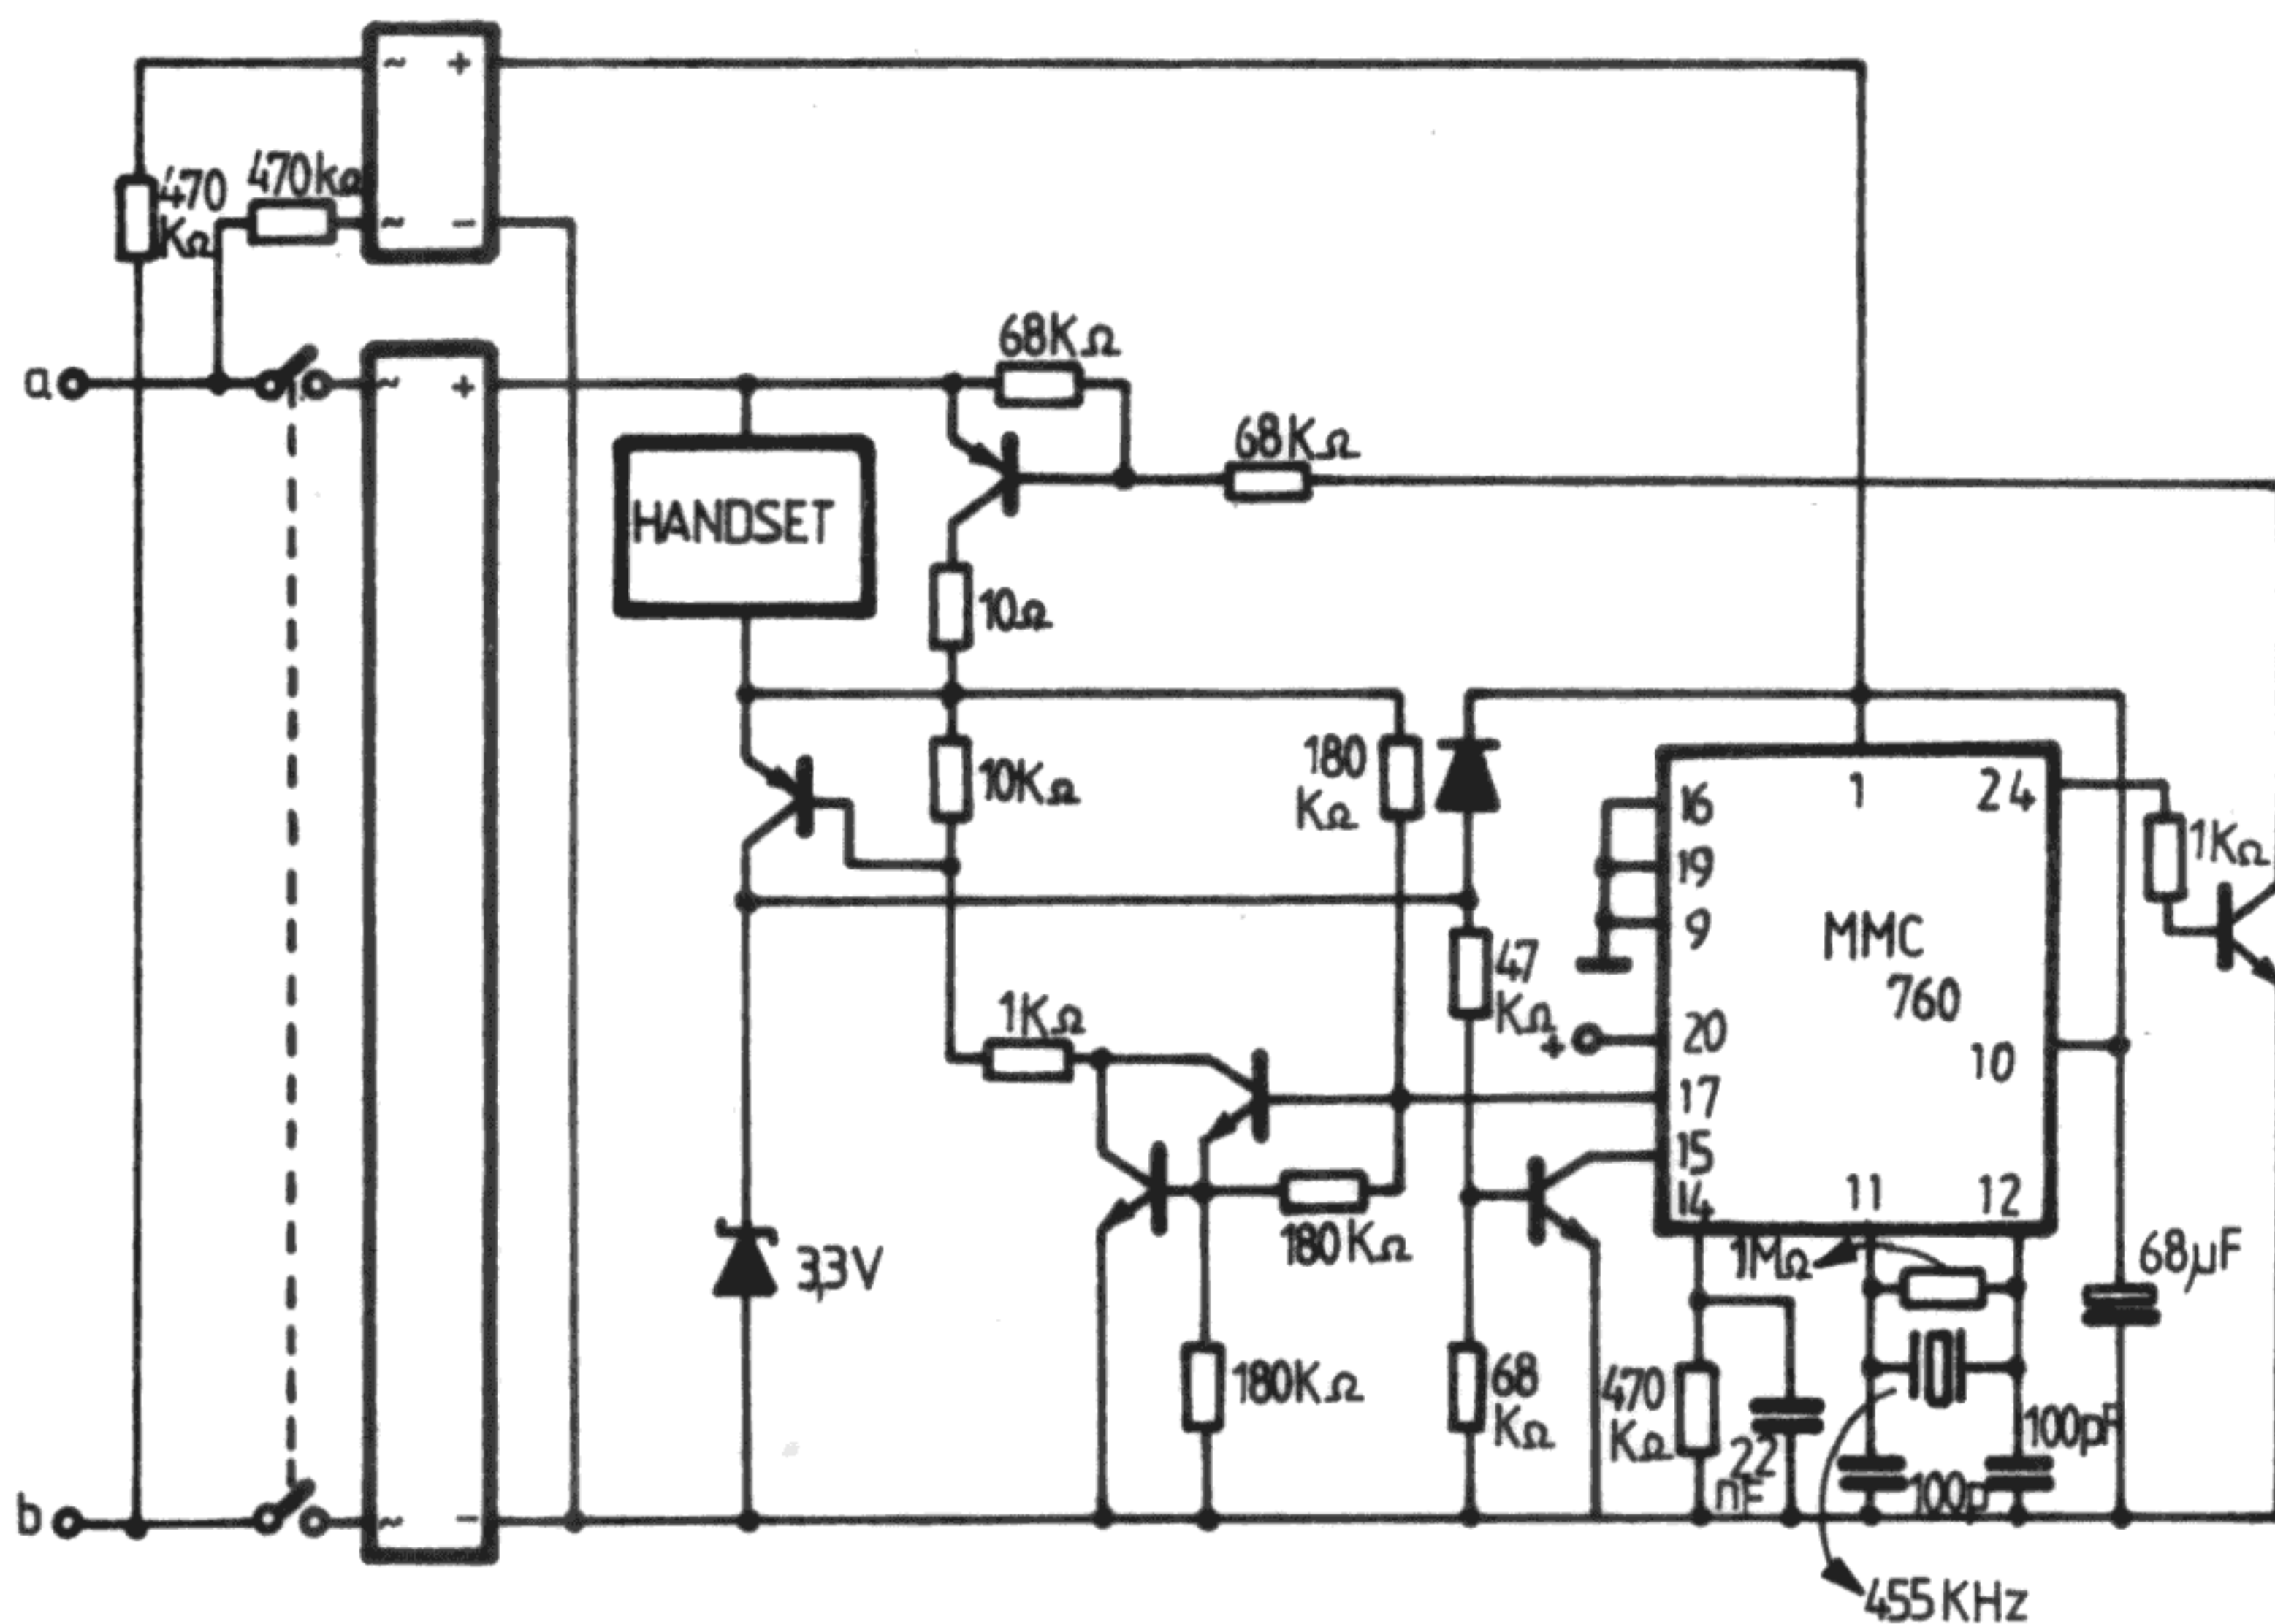 ~ +
470 KΩ
470kΩ
~ -
a
~ +
68KΩ
68KΩ
HANDSET
10Ω
10KΩ
180 KΩ
16
1
24
1KΩ
19
9
MMC 760
47 KΩ
+
20
10
1KΩ
17
15
14
11
12
180KΩ
3,3V
1MΩ
68µF
180KΩ
68 KΩ
470 KΩ
22 nF
100p
100pF
b
~ -
455KHz